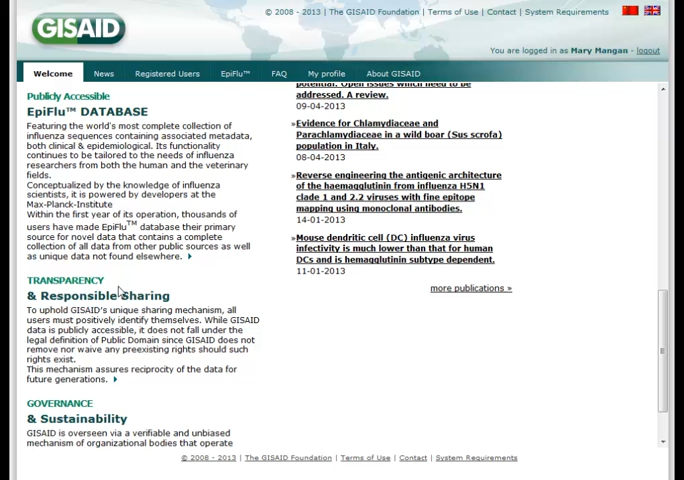 GISAID
© 2008 - 2013 | The GISAID Foundation | Terms of Use | Contact | System Requirements
You are logged in as Mary Mangan - logout
Welcome News Registered Users EpiFlu™ FAQ My profile About GISAID
Publicly Accessible
EpiFlu™ DATABASE
Featuring the world's most complete collection of
influenza sequences containing associated metadata,
both clinical & epidemiological. Its functionality
continues to be tailored to the needs of influenza
researchers from both the human and the veterinary
fields.
Conceptualized by the knowledge of influenza
scientists, it is powered by developers at the
Max-Planck-Institute
Within the first year of its operation, thousands of
users have made EpiFlu™ database their primary
source for novel data that contains a complete
collection of all data from other public sources as well
as unique data not found elsewhere.
TRANSPARENCY
& Responsible Sharing
To uphold GISAID's unique sharing mechanism, all
users must positively identify themselves. While GISAID
data is publicly accessible, it does not fall under the
legal definition of Public Domain since GISAID does not
remove nor waive any preexisting rights should such
rights exist.
This mechanism assures reciprocity of the data for
future generations.
GOVERNANCE
& Sustainability
GISAID is overseen via a verifiable and unbiased
mechanism of organizational bodies that operate
potential. Open issues which need to be
addressed. A review.
09-04-2013
»Evidence for Chlamydiaceae and
Parachlamydiaceae in a wild boar (Sus scrofa)
population in Italy.
08-04-2013
»Reverse engineering the antigenic architecture
of the haemagglutinin from influenza H5N1
clade 1 and 2.2 viruses with fine epitope
mapping using monoclonal antibodies.
14-01-2013
»Mouse dendritic cell (DC) influenza virus
infectivity is much lower than that for human
DCs and is hemagglutinin subtype dependent.
11-01-2013
more publications »
© 2008 - 2013 | The GISAID Foundation | Terms of Use | Contact | System Requirements